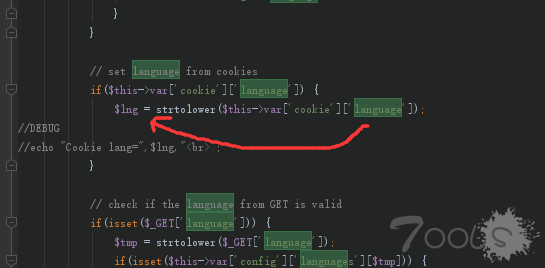 }
}
// set language from cookies
if($this->var['cookie']['language']) {
$lng = strtolower($this->var['cookie']['language']);
//DEBUG
//echo "Cookie lang=",$lng,"<br>";
}
// check if the language from GET is valid
if(isset($_GET['language'])) {
$tmp = strtolower($_GET['language']);
if(isset($this->var['config']['languages'][$tmp])) {
7ooLs